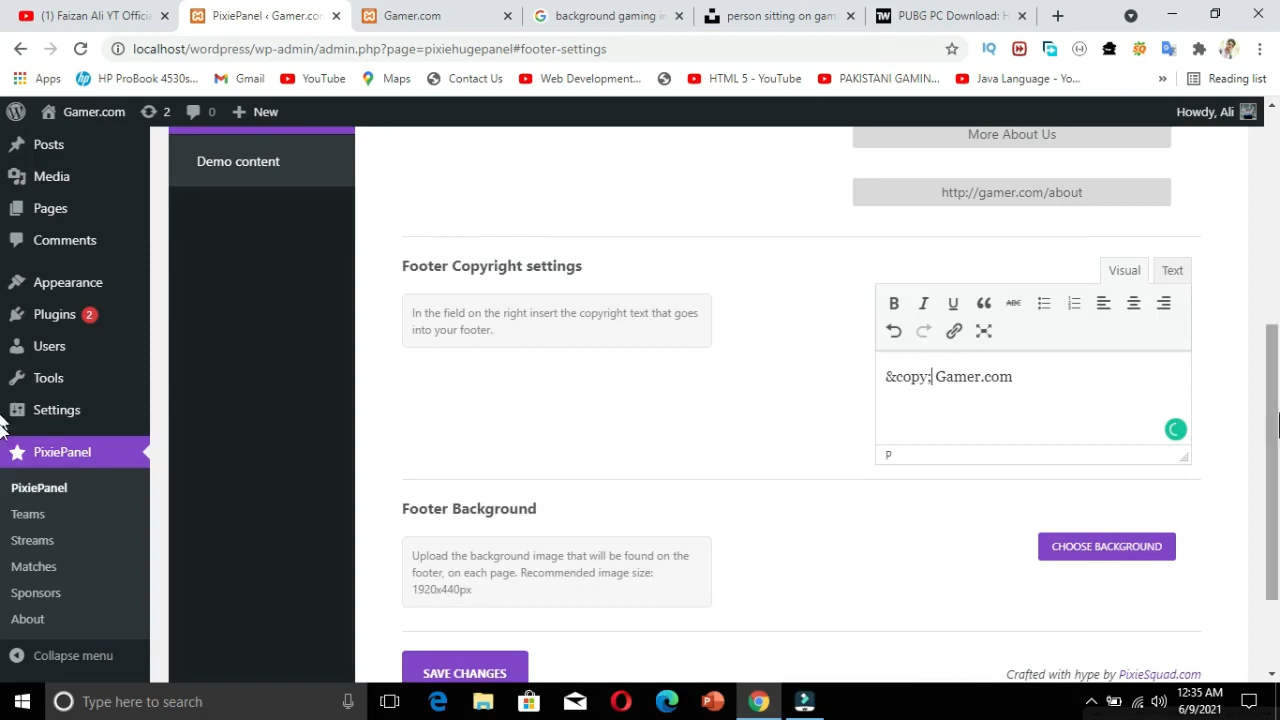 (1) Faizan Ali YT Offici
PixiePanel ‹ Gamer.com
Gamer.com
background gaming in
person sitting on gam
PUBG PC Download: H
localhost/wordpress/wp-admin/admin.php?page=pixiehugepanel#footer-settings
Apps
HP ProBook 4530s...
Gmail
YouTube
Maps
Contact Us
Web Development...
HTML 5 - YouTube
PAKISTANI GAMIN...
Java Language - Yo...
»
Reading list
Gamer.com
2
0
New
Howdy, Ali
Posts
Media
Pages
Comments
Appearance
Plugins 2
Users
Tools
Settings
PixiePanel
PixiePanel
Teams
Streams
Matches
Sponsors
About
Collapse menu
Demo content
More About Us
http://gamer.com/about
Footer Copyright settings
In the field on the right insert the copyright text that goes
into your footer.
Visual
Text
B I U ABC
&copy; Gamer.com
P
Footer Background
Upload the background image that will be found on the
footer, on each page. Recommended image size:
1920x440px
CHOOSE BACKGROUND
SAVE CHANGES
Crafted with hype by PixieSquad.com
Type here to search
12:35 AM
6/9/2021